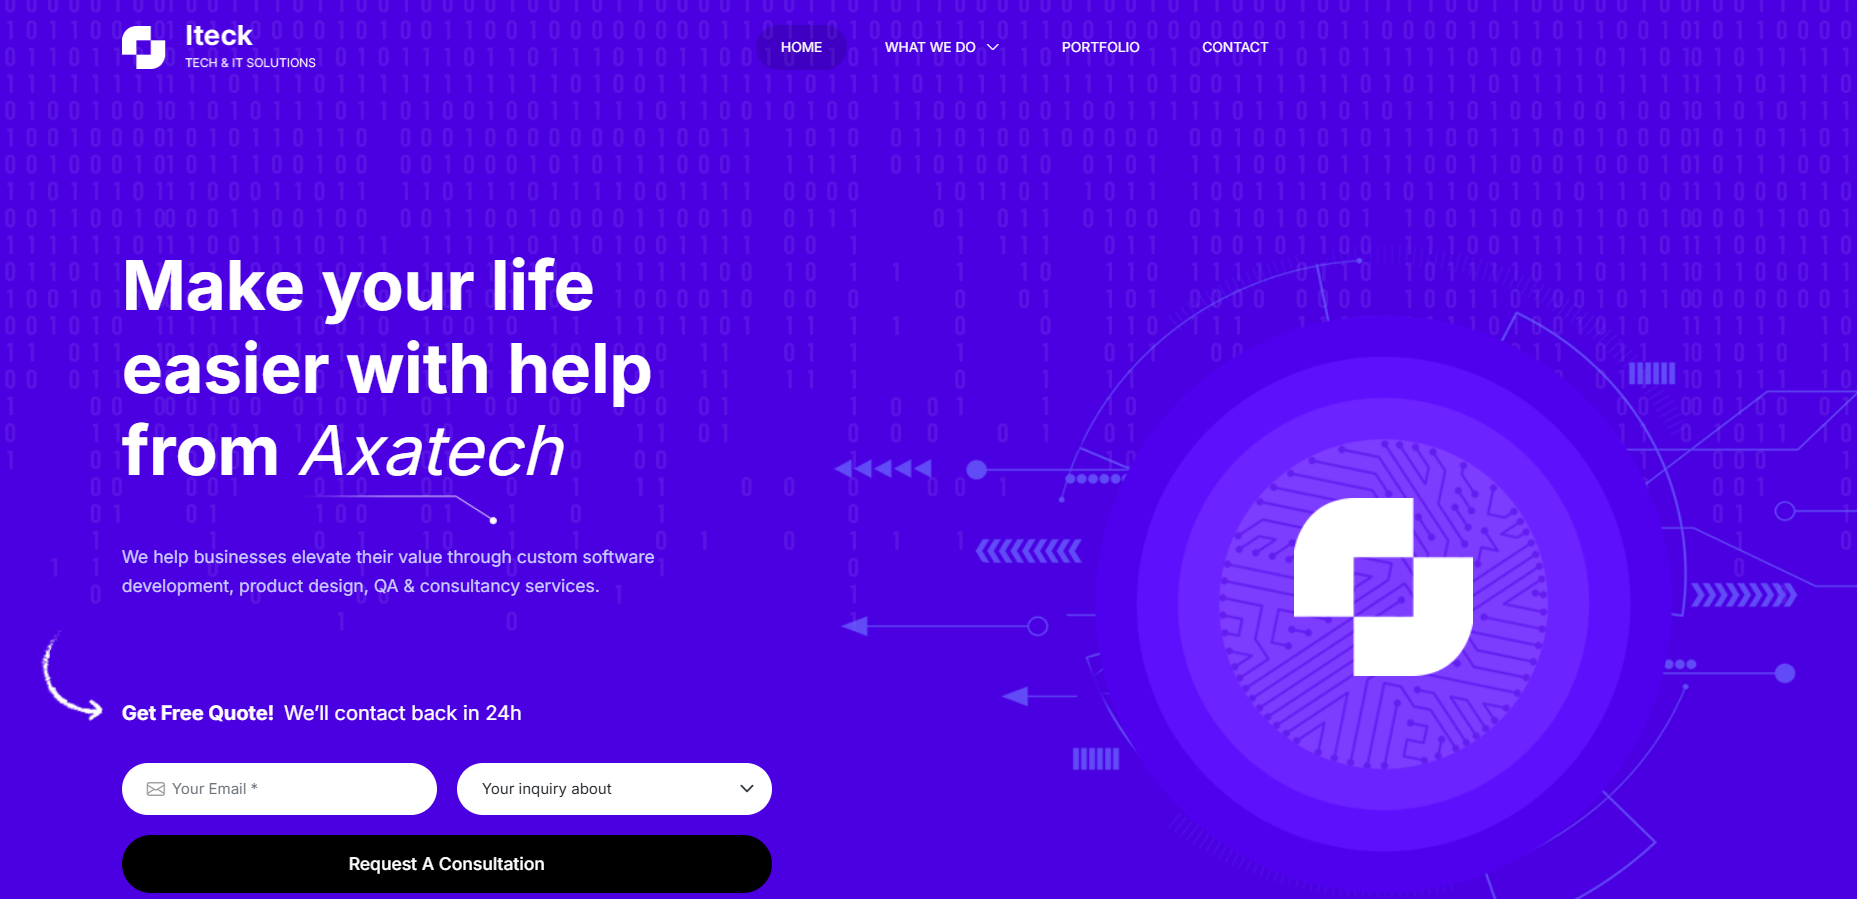 Iteck
TECH & IT SOLUTIONS
HOME
WHAT WE DO
PORTFOLIO
CONTACT
Make your life
easier with help
from Axatech
We help businesses elevate their value through custom software
development, product design, QA & consultancy services.
Get Free Quote! We’ll contact back in 24h
Your Email *
Your inquiry about
Request A Consultation